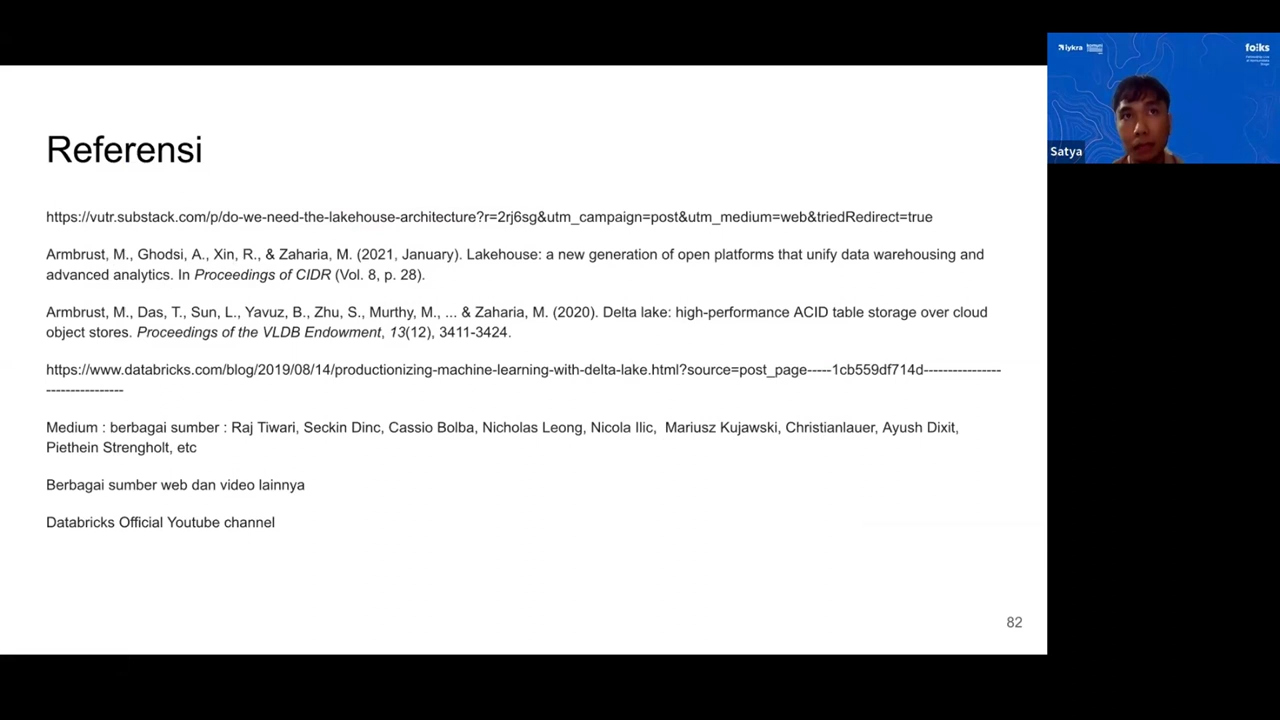 iykra
fo:ks
Satya
Referensi
https://vutr.substack.com/p/do-we-need-the-lakehouse-architecture?r=2rj6sg&utm_campaign=post&utm_medium=web&triedRedirect=true
Armbrust, M., Ghodsi, A., Xin, R., & Zaharia, M. (2021, January). Lakehouse: a new generation of open platforms that unify data warehousing and
advanced analytics. In Proceedings of CIDR (Vol. 8, p. 28).
Armbrust, M., Das, T., Sun, L., Yavuz, B., Zhu, S., Murthy, M., ... & Zaharia, M. (2020). Delta lake: high-performance ACID table storage over cloud
object stores. Proceedings of the VLDB Endowment, 13(12), 3411-3424.
https://www.databricks.com/blog/2019/08/14/productionizing-machine-learning-with-delta-lake.html?source=post_page-----1cb559df714d----------------
----------------
Medium : berbagai sumber : Raj Tiwari, Seckin Dinc, Cassio Bolba, Nicholas Leong, Nicola Ilic,  Mariusz Kujawski, Christianlauer, Ayush Dixit,
Piethein Strengholt, etc
Berbagai sumber web dan video lainnya
Databricks Official Youtube channel
82